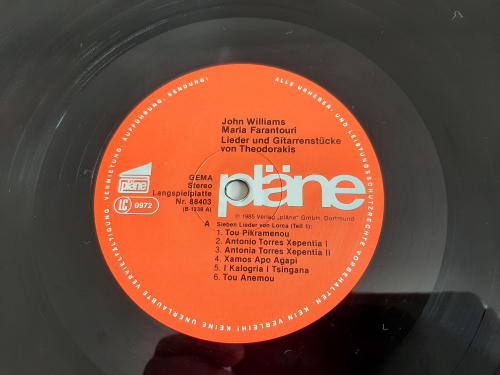 ALLE URHEBER- UND LEISTUNGSSCHUTZRECHTE VORBEHALTEN. KEIN VERLEIH! KEINE UNERLAUBTE VERVIELFÄLTIGUNG, VERMIETUNG, AUFFÜHRUNG, SENDUNG!
John Williams
Maria Farantouri
Lieder und Gitarrenstücke
von Theodorakis
pläne
LC 0972
GEMA
Stereo
Langspielplatte
Nr. 88403
(B-1239 A)
pläne
℗ 1985 Verlag „pläne" GmbH, Dortmund
A Sieben Lieder von Lorca (Teil 1):
1. Tou Pikramenou
2. Antonio Torres Xepentia I
3. Antonia Torres Xepentia II
4. Xamos Apo Agapi
5. I Kalogria I Tsingana
6. Tou Anemou